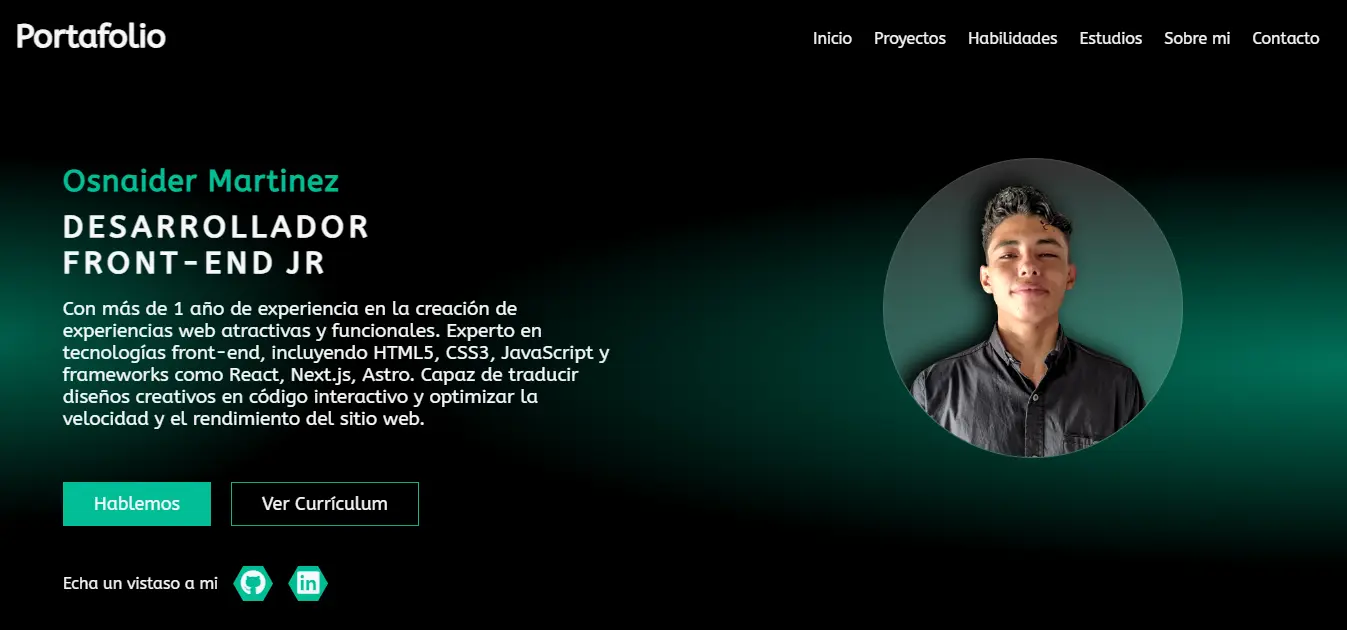 Portafolio
Inicio Proyectos Habilidades Estudios Sobre mi Contacto
Osnaider Martinez
DESARROLLADOR
FRONT-END JR
Con más de 1 año de experiencia en la creación de
experiencias web atractivas y funcionales. Experto en
tecnologías front-end, incluyendo HTML5, CSS3, JavaScript y
frameworks como React, Next.js, Astro. Capaz de traducir
diseños creativos en código interactivo y optimizar la
velocidad y el rendimiento del sitio web.
Hablemos Ver Currículum
Echa un vistaso a mi in